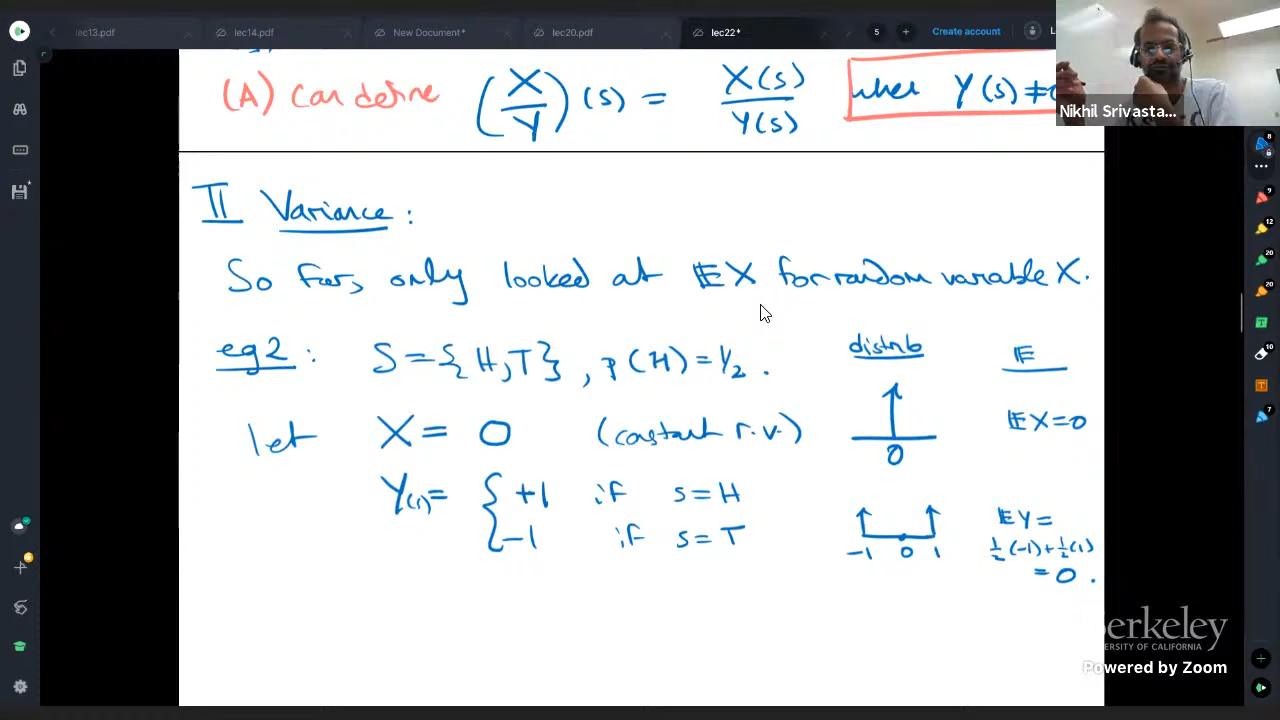 lec13.pdf lec14.pdf New Document* lec20.pdf lec22* 5 Create account
Nikhil Srivasta...
(A) can define (X/Y)(s) = X(s)/Y(s) when Y(s) ≠
II Variance:
So far, only looked at 𝔼X for random variable X.
eg2: S = {H,T}, p(H) = 1/2. distrib 𝔼
let X = 0 (constant r.v.) 0 𝔼X=0
Y(s) = { +1 if s=H 𝔼Y =
-1 if s=T -1 0 1 1/2(-1)+1/2(1)
= 0.
Berkeley
UNIVERSITY OF CALIFORNIA
Powered by Zoom